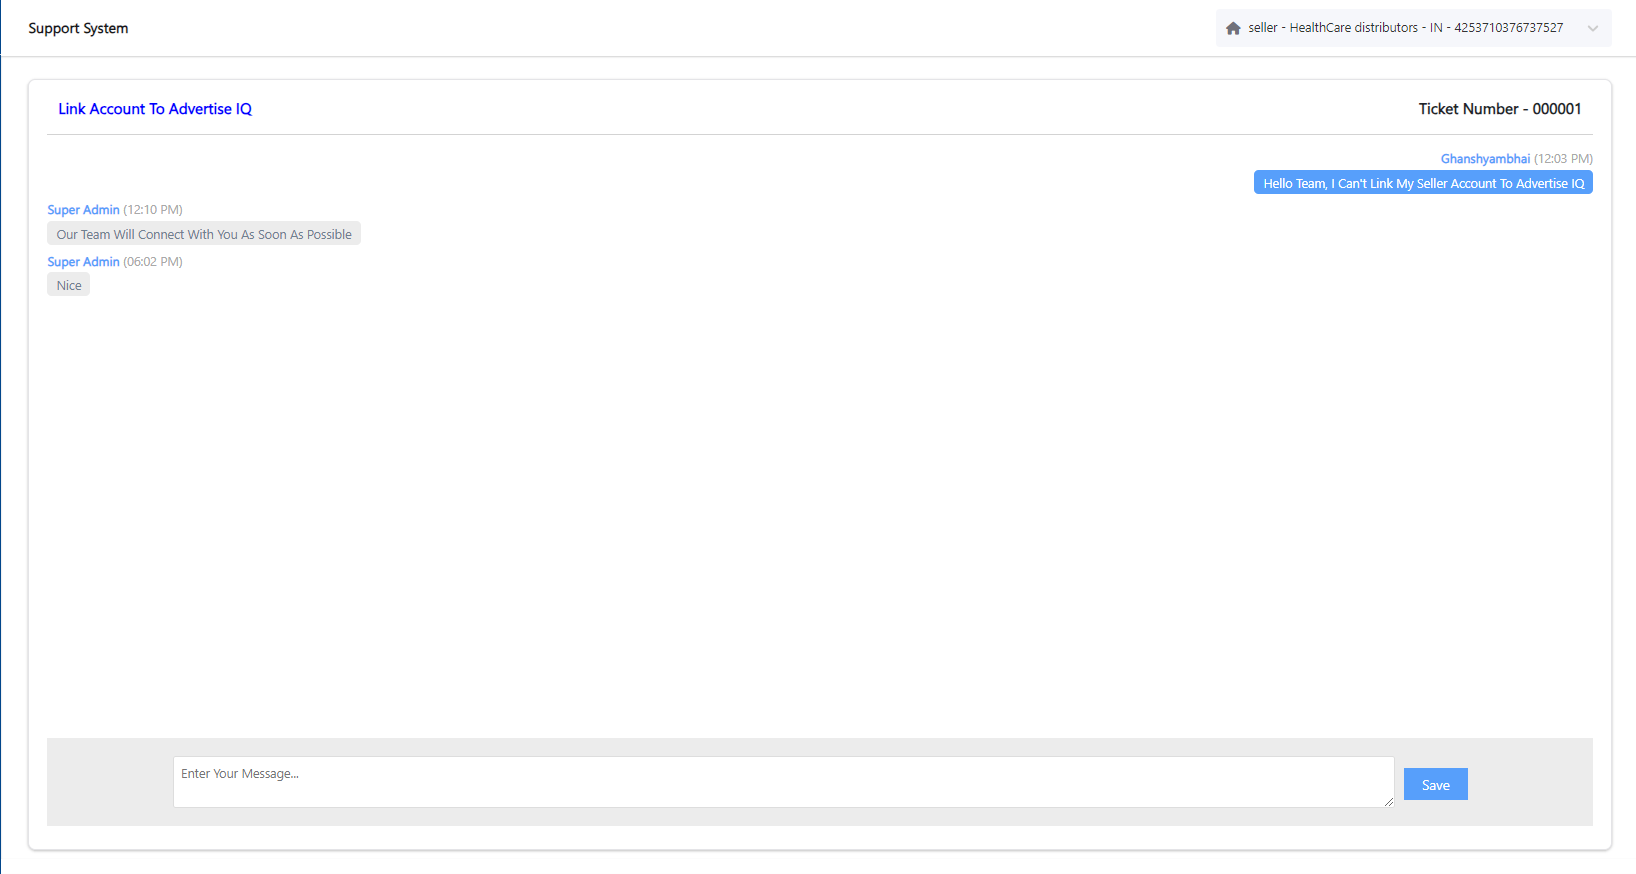 Support System
seller - HealthCare distributors - IN - 4253710376737527
Link Account To Advertise IQ
Ticket Number - 000001
Ghanshyambhai (12:03 PM)
Hello Team, I Can't Link My Seller Account To Advertise IQ
Super Admin (12:10 PM)
Our Team Will Connect With You As Soon As Possible
Super Admin (06:02 PM)
Nice
Enter Your Message...
Save